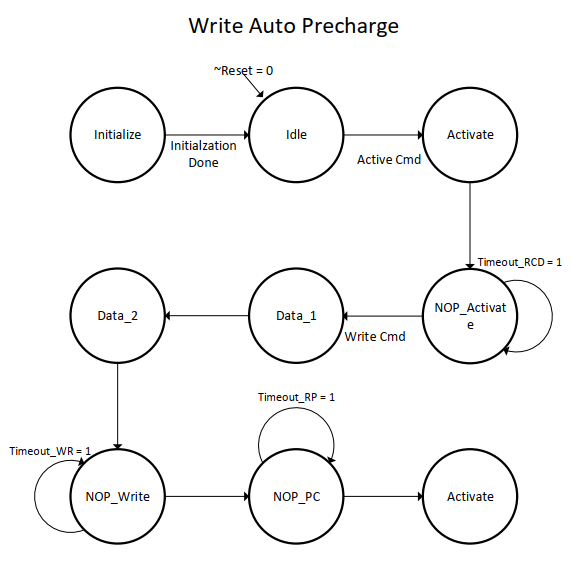 Write Auto Precharge
~Reset = 0
Initialize
Idle
Activate
Initialzation
Done
Active Cmd
Timeout_RCD = 1
Data_2
Data_1
NOP_Activat
e
Write Cmd
Timeout_RP = 1
Timeout_WR = 1
NOP_Write
NOP_PC
Activate